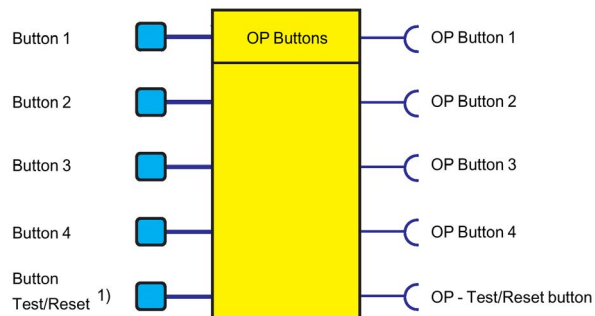 Button 1
OP Buttons
OP Button 1
Button 2
OP Button 2
Button 3
OP Button 3
Button 4
OP Button 4
Button
Test/Reset 1)
OP - Test/Reset button